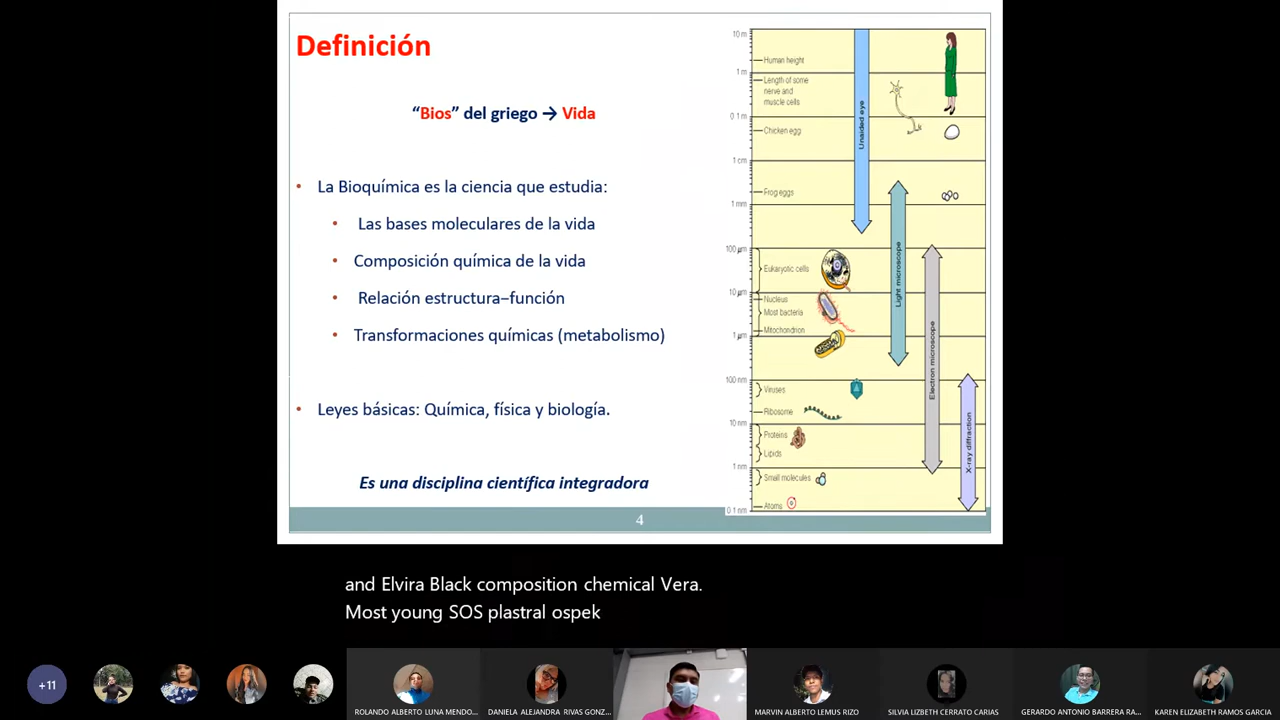 Definición
“Bios” del griego → Vida
• La Bioquímica es la ciencia que estudia:
• Las bases moleculares de la vida
• Composición química de la vida
• Relación estructura–función
• Transformaciones químicas (metabolismo)
• Leyes básicas: Química, física y biología.
Es una disciplina científica integradora
4
10 m
Human height
1 m
Length of some
nerve and
muscle cells
0.1 m
Chicken egg
1 cm
Frog eggs
1 mm
100 μm
Eukaryotic cells
10 μm
Nucleus
Most bacteria
Mitochondrion
1 μm
100 nm
Viruses
Ribosome
10 nm
Proteins
Lipids
1 nm
Small molecules
Atoms
0.1 nm
Unaided eye
Light microscope
Electron microscope
X-ray diffraction
and Elvira Black composition chemical Vera.
Most young SOS plastral ospek
+11
ROLANDO ALBERTO LUNA MENDO...
DANIELA ALEJANDRA RIVAS GONZ...
MARVIN ALBERTO LEMUS RIZO
SILVIA LIZBETH CERRATO CARIAS
GERARDO ANTONIO BARRERA RA...
KAREN ELIZABETH RAMOS GARCIA